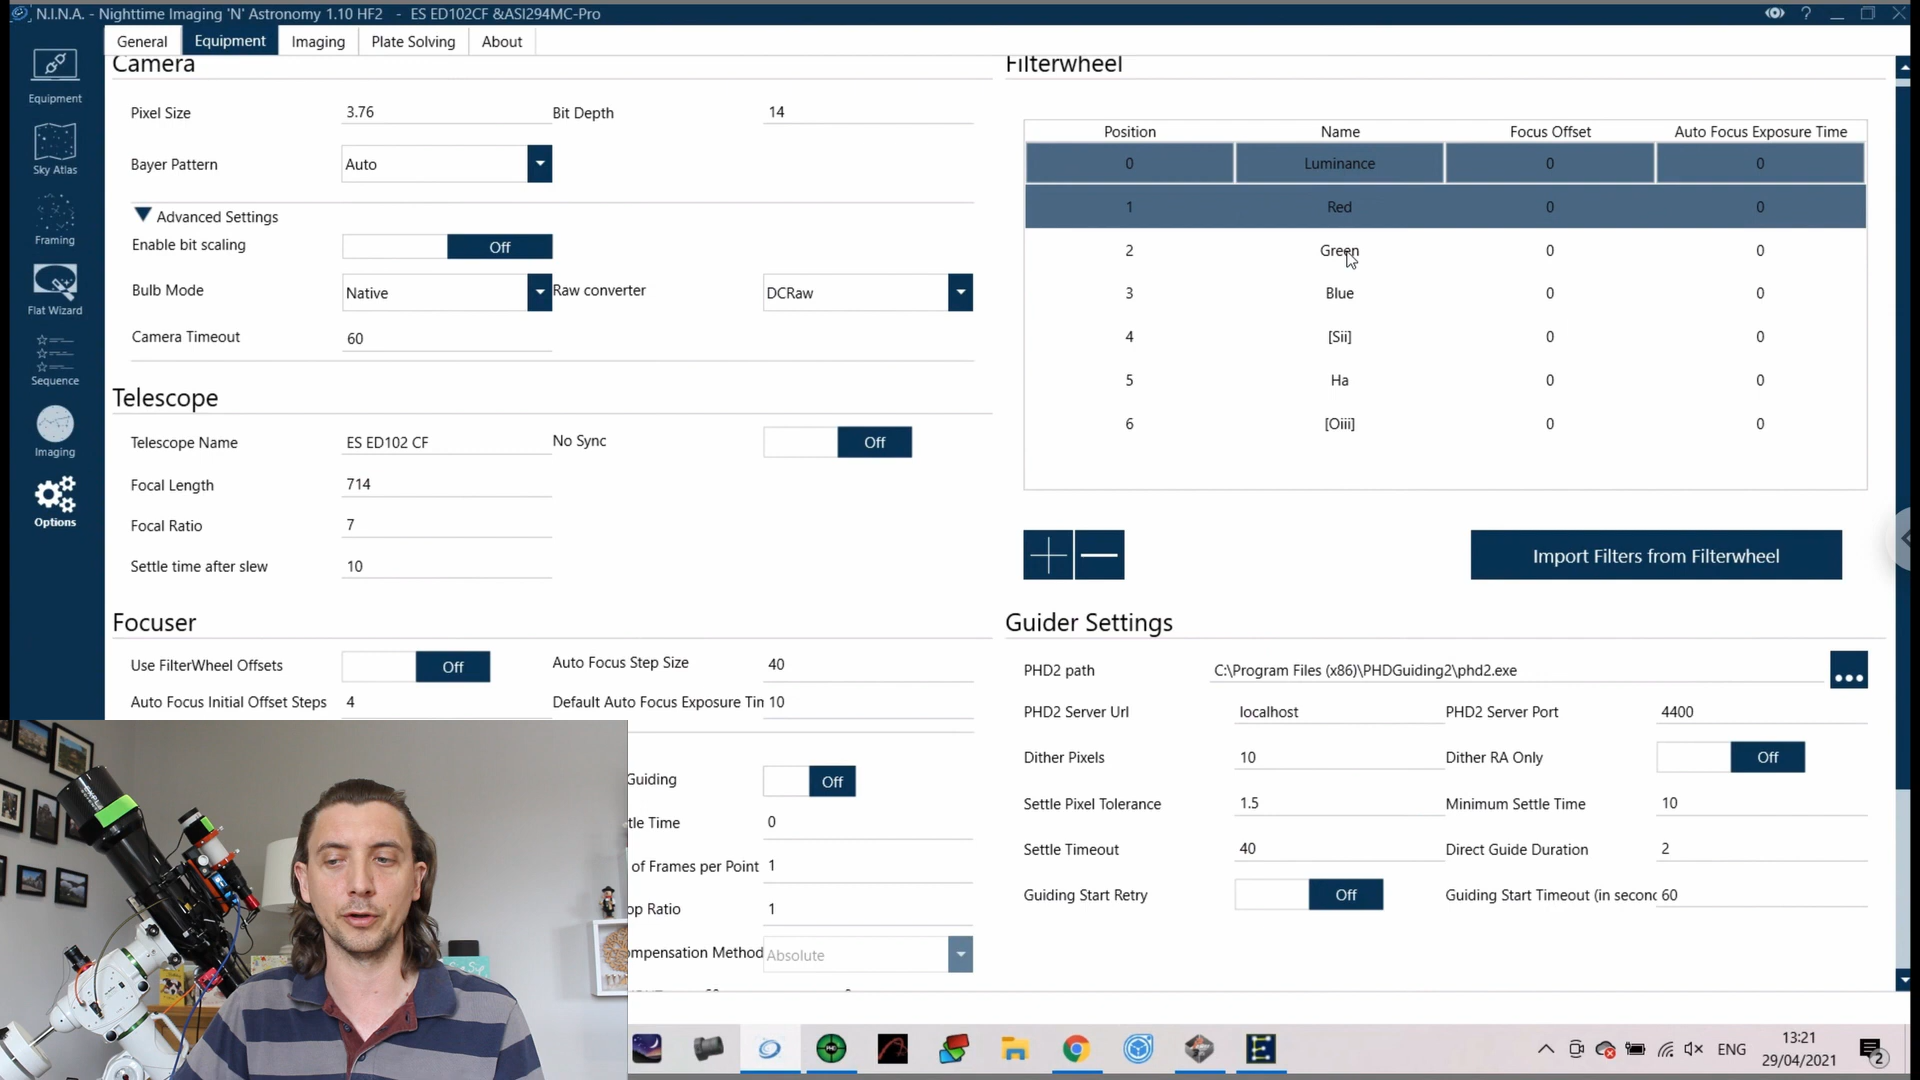 N.I.N.A. - Nighttime Imaging 'N' Astronomy 1.10 HF2 - ES ED102CF &ASI294MC-Pro
General Equipment Imaging Plate Solving About
Equipment
Sky Atlas
Framing
Flat Wizard
Sequence
Imaging
Options
Camera
Pixel Size 3.76 Bit Depth 14
Bayer Pattern Auto
Advanced Settings
Enable bit scaling Off
Bulb Mode Native Raw converter DCRaw
Camera Timeout 60
Telescope
Telescope Name ES ED102 CF No Sync Off
Focal Length 714
Focal Ratio 7
Settle time after slew 10
Focuser
Use FilterWheel Offsets Off Auto Focus Step Size 40
Auto Focus Initial Offset Steps 4 Default Auto Focus Exposure Tin 10
Guiding Off
tle Time 0
of Frames per Point 1
op Ratio 1
mpensation Method Absolute
Filterwheel
Position Name Focus Offset Auto Focus Exposure Time
0 Luminance 0 0
1 Red 0 0
2 Green 0 0
3 Blue 0 0
4 [Sii] 0 0
5 Ha 0 0
6 [Oiii] 0 0
Import Filters from Filterwheel
Guider Settings
PHD2 path C:\Program Files (x86)\PHDGuiding2\phd2.exe
PHD2 Server Url localhost PHD2 Server Port 4400
Dither Pixels 10 Dither RA Only Off
Settle Pixel Tolerance 1.5 Minimum Settle Time 10
Settle Timeout 40 Direct Guide Duration 2
Guiding Start Retry Off Guiding Start Timeout (in secon 60
ENG
13:21
29/04/2021
2